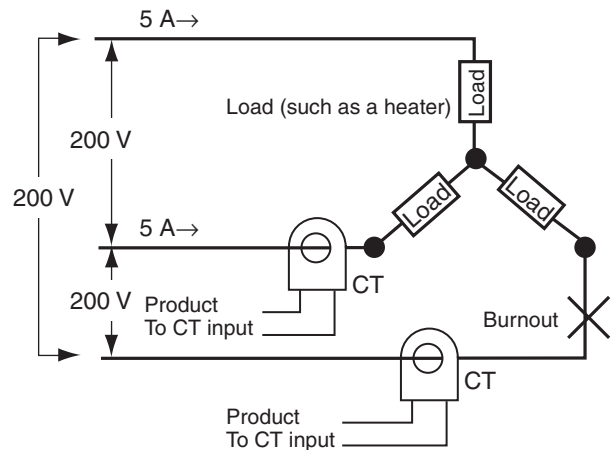 5 A→
Load
Load (such as a heater)
200 V
200 V
Load
Load
5 A→
CT
200 V
Product
To CT input
Burnout
CT
Product
To CT input